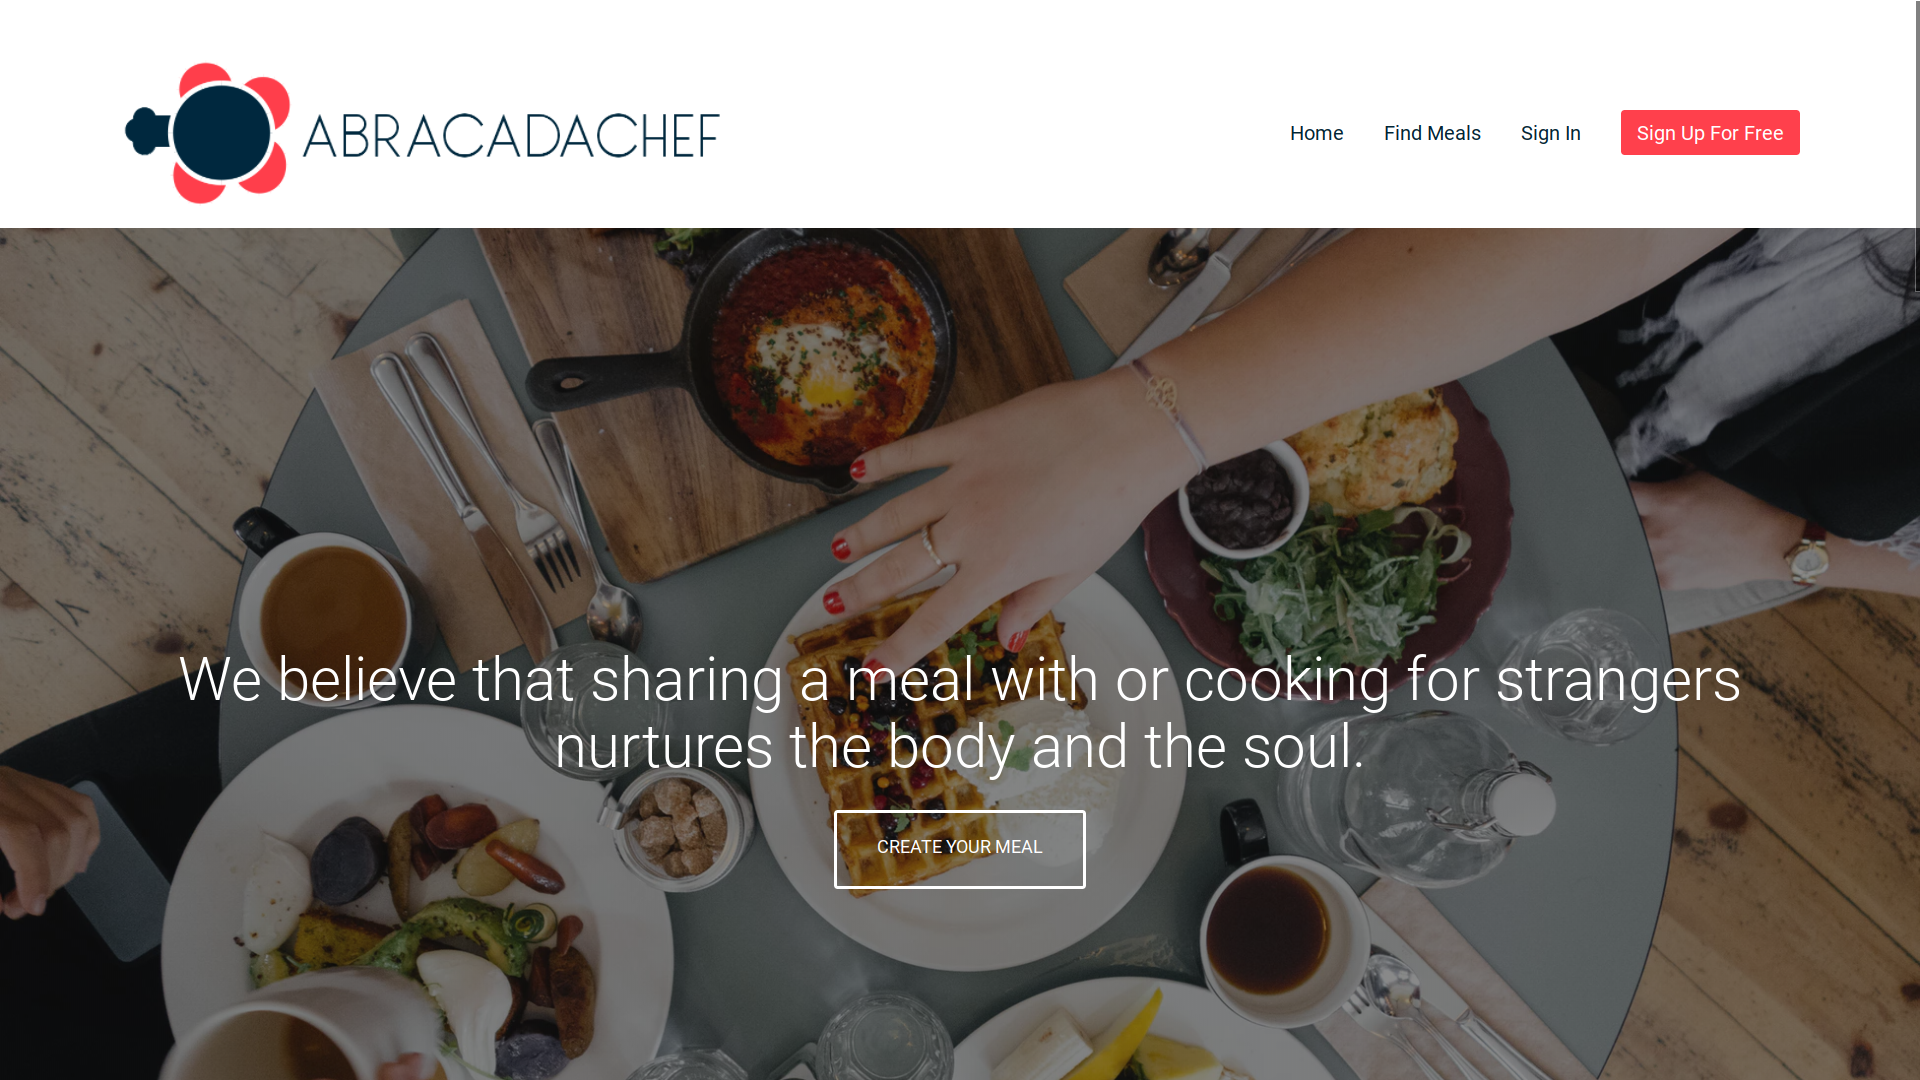 ABRACADACHEF
Home
Find Meals
Sign In
Sign Up For Free
We believe that sharing a meal with or cooking for strangers
nurtures the body and the soul.
CREATE YOUR MEAL